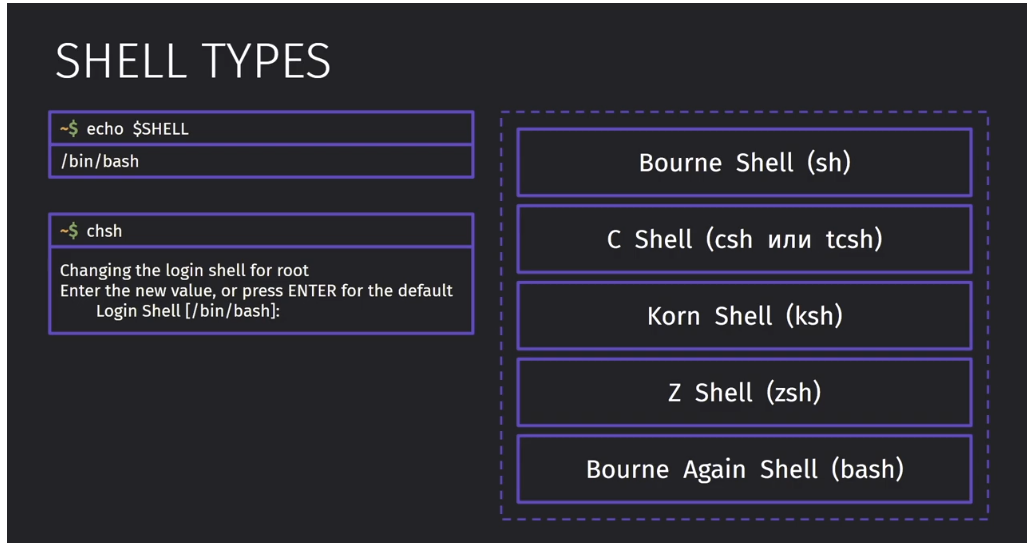 SHELL TYPES
~$ echo $SHELL
/bin/bash
~$ chsh
Changing the login shell for root
Enter the new value, or press ENTER for the default
Login Shell [/bin/bash]:
Bourne Shell (sh)
C Shell (csh или tcsh)
Korn Shell (ksh)
Z Shell (zsh)
Bourne Again Shell (bash)